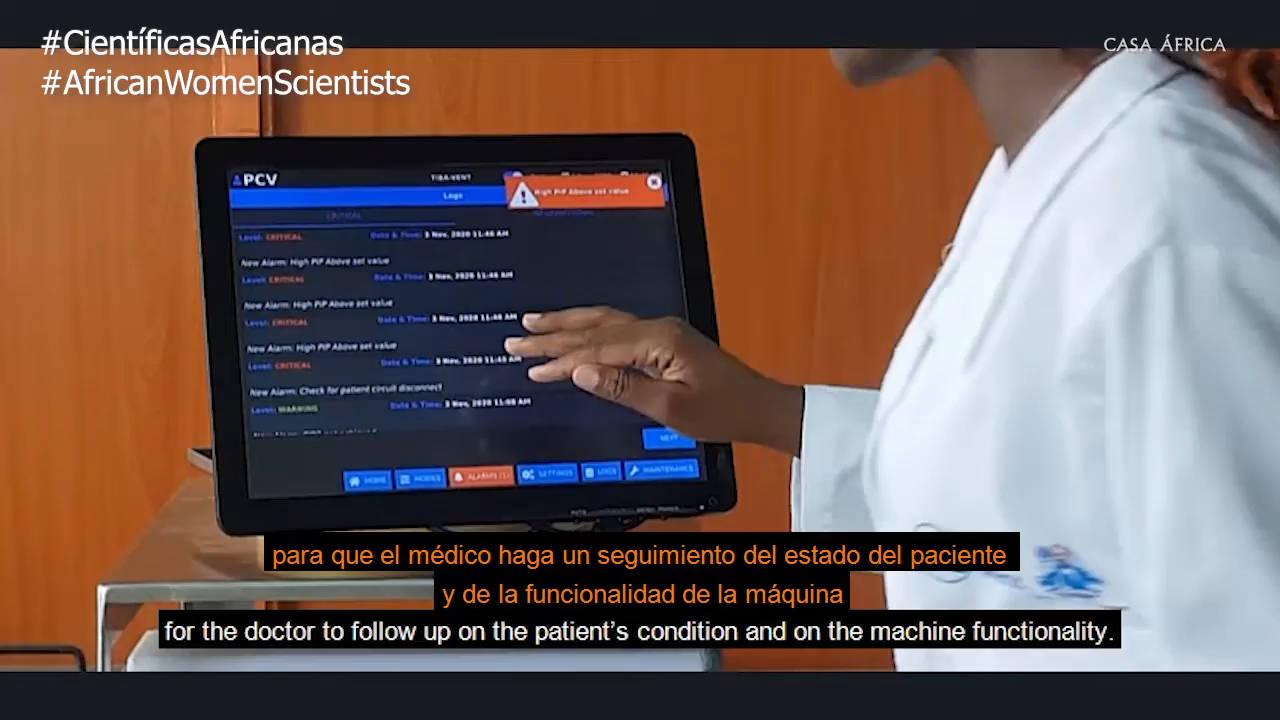 #CientíficasAfricanas
#AfricanWomenScientists
CASA ÁFRICA
PCV
TIBA-VENT
Logs
High PIP Above set value
CRITICAL
Level: CRITICAL Date & Time: 3 Nov, 2020 11:46 AM
New Alarm: High PIP Above set value
Level: CRITICAL Date & Time: 3 Nov, 2020 11:46 AM
New Alarm: High PIP Above set value
Level: CRITICAL Date & Time: 3 Nov, 2020 11:46 AM
New Alarm: High PIP Above set value
Level: CRITICAL Date & Time: 3 Nov, 2020 11:45 AM
New Alarm: Check for patient circuit disconnect
Level: WARNING Date & Time: 3 Nov, 2020 11:08 AM
NEXT
HOME MODES ALARMS SETTINGS LOGS MAINTENANCE
para que el médico haga un seguimiento del estado del paciente
y de la funcionalidad de la máquina
for the doctor to follow up on the patient's condition and on the machine functionality.